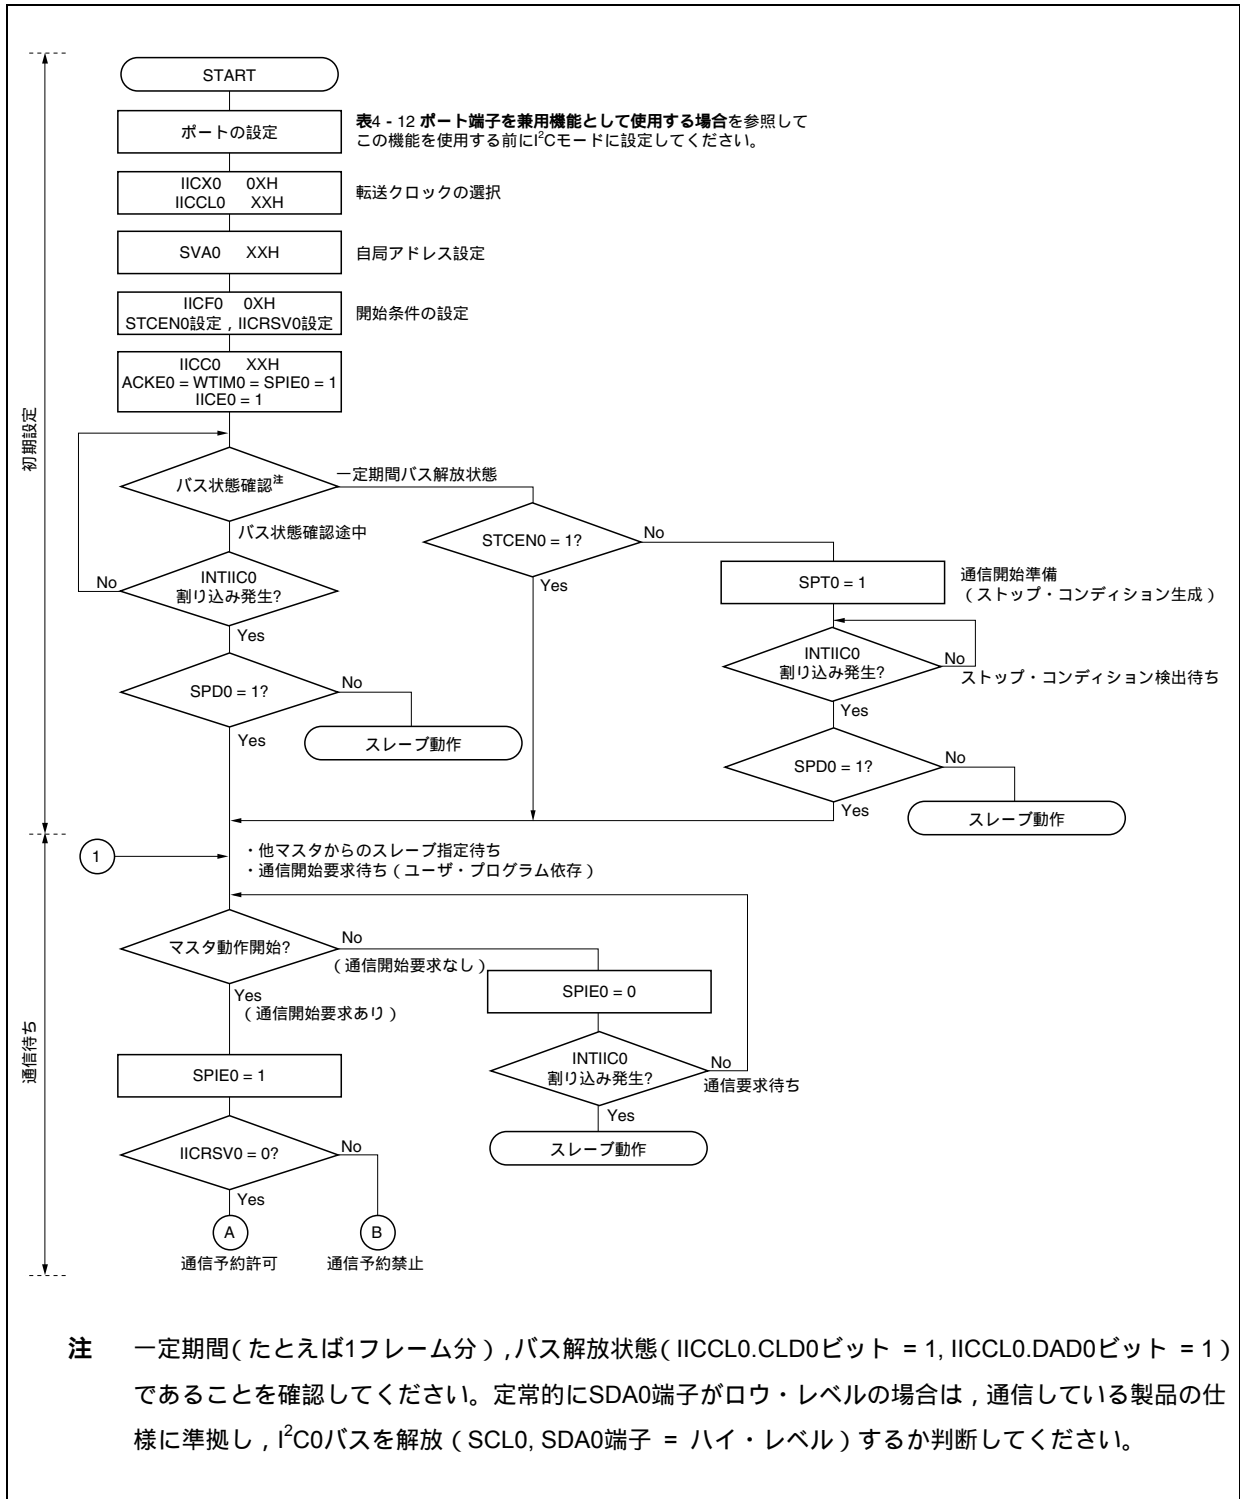 START
ポートの設定
表4 - 12 ポート端子を兼用機能として使用する場合を参照して
この機能を使用する前にI²Cモードに設定してください。
IICX0 0XH
IICCL0 XXH
転送クロックの選択
SVA0 XXH
自局アドレス設定
IICF0 0XH
STCEN0設定，IICRSV0設定
開始条件の設定
IICC0 XXH
ACKE0 = WTIM0 = SPIE0 = 1
IICE0 = 1
初期設定
バス状態確認注
一定期間バス解放状態
バス状態確認途中
STCEN0 = 1?
No
Yes
INTIIC0
割り込み発生?
No
Yes
SPT0 = 1
通信開始準備
（ストップ・コンディション生成）
INTIIC0
割り込み発生?
No
ストップ・コンディション検出待ち
Yes
SPD0 = 1?
No
Yes
スレーブ動作
SPD0 = 1?
No
Yes
スレーブ動作
1
・他マスタからのスレーブ指定待ち
・通信開始要求待ち（ユーザ・プログラム依存）
通信待ち
マスタ動作開始?
No
（通信開始要求なし）
Yes
（通信開始要求あり）
SPIE0 = 0
INTIIC0
割り込み発生?
No
通信要求待ち
Yes
スレーブ動作
SPIE0 = 1
IICRSV0 = 0?
No
Yes
A
B
通信予約許可
通信予約禁止
注 一定期間（たとえば1フレーム分），バス解放状態（IICCL0.CLD0ビット = 1, IICCL0.DAD0ビット = 1）
であることを確認してください。定常的にSDA0端子がロウ・レベルの場合は，通信している製品の仕
様に準拠し，I²C0バスを解放（SCL0, SDA0端子 = ハイ・レベル）するか判断してください。